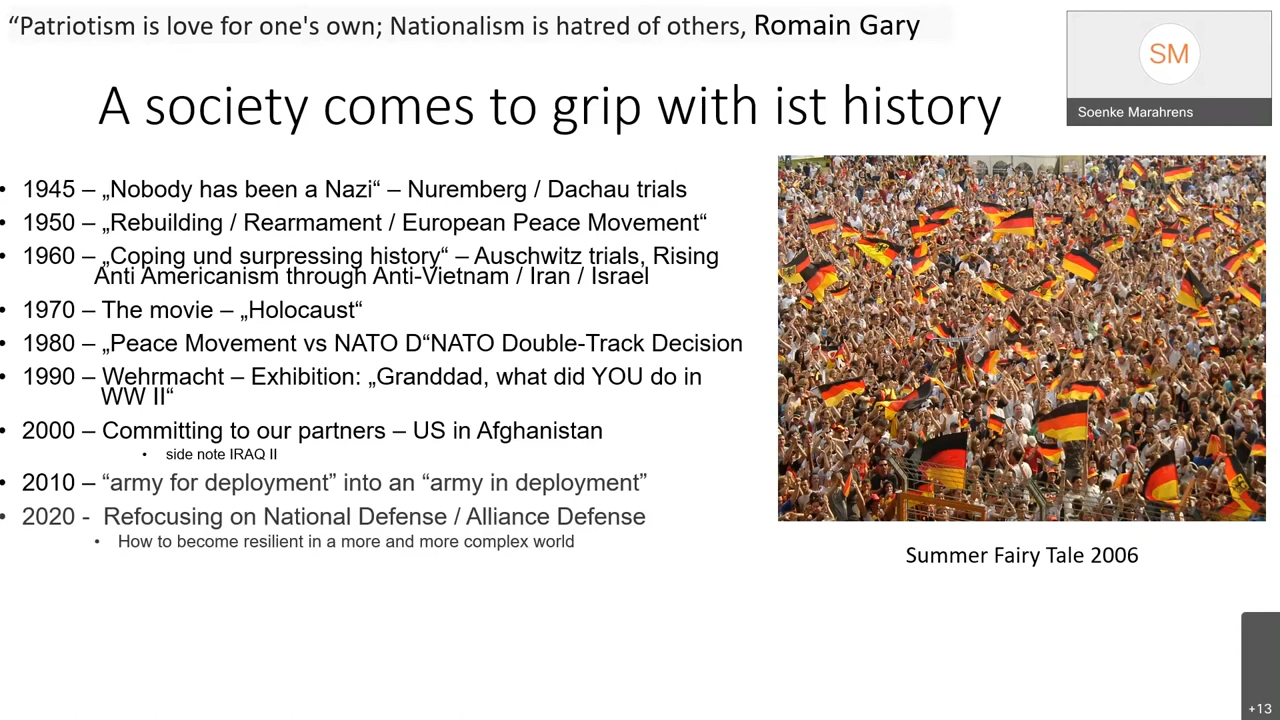 “Patriotism is love for one's own; Nationalism is hatred of others, Romain Gary
SM
Soenke Marahrens
A society comes to grip with ist history
• 1945 – „Nobody has been a Nazi“ – Nuremberg / Dachau trials
• 1950 – „Rebuilding / Rearmament / European Peace Movement“
• 1960 – „Coping und surpressing history“ – Auschwitz trials, Rising
Anti Americanism through Anti-Vietnam / Iran / Israel
• 1970 – The movie – „Holocaust“
• 1980 – „Peace Movement vs NATO D“NATO Double-Track Decision
• 1990 – Wehrmacht – Exhibition: „Granddad, what did YOU do in
WW II“
• 2000 – Committing to our partners – US in Afghanistan
• side note IRAQ II
• 2010 – “army for deployment” into an “army in deployment”
• 2020 - Refocusing on National Defense / Alliance Defense
• How to become resilient in a more and more complex world
Summer Fairy Tale 2006
+13